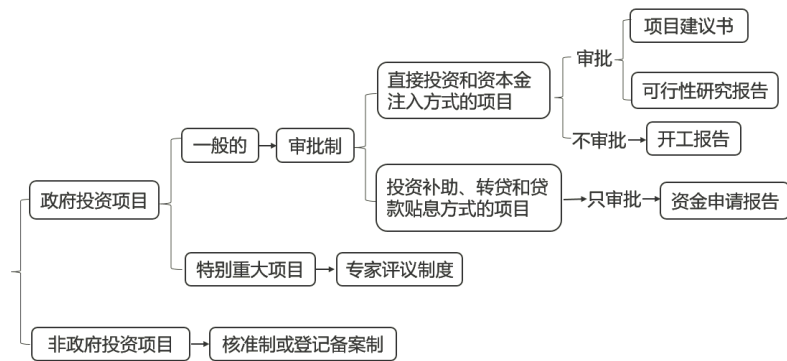 项目建议书
审批
直接投资和资本金
注入方式的项目
可行性研究报告
一般的
审批制
不审批
开工报告
投资补助、转贷和贷
款贴息方式的项目
只审批
资金申请报告
政府投资项目
特别重大项目
专家评议制度
非政府投资项目
核准制或登记备案制